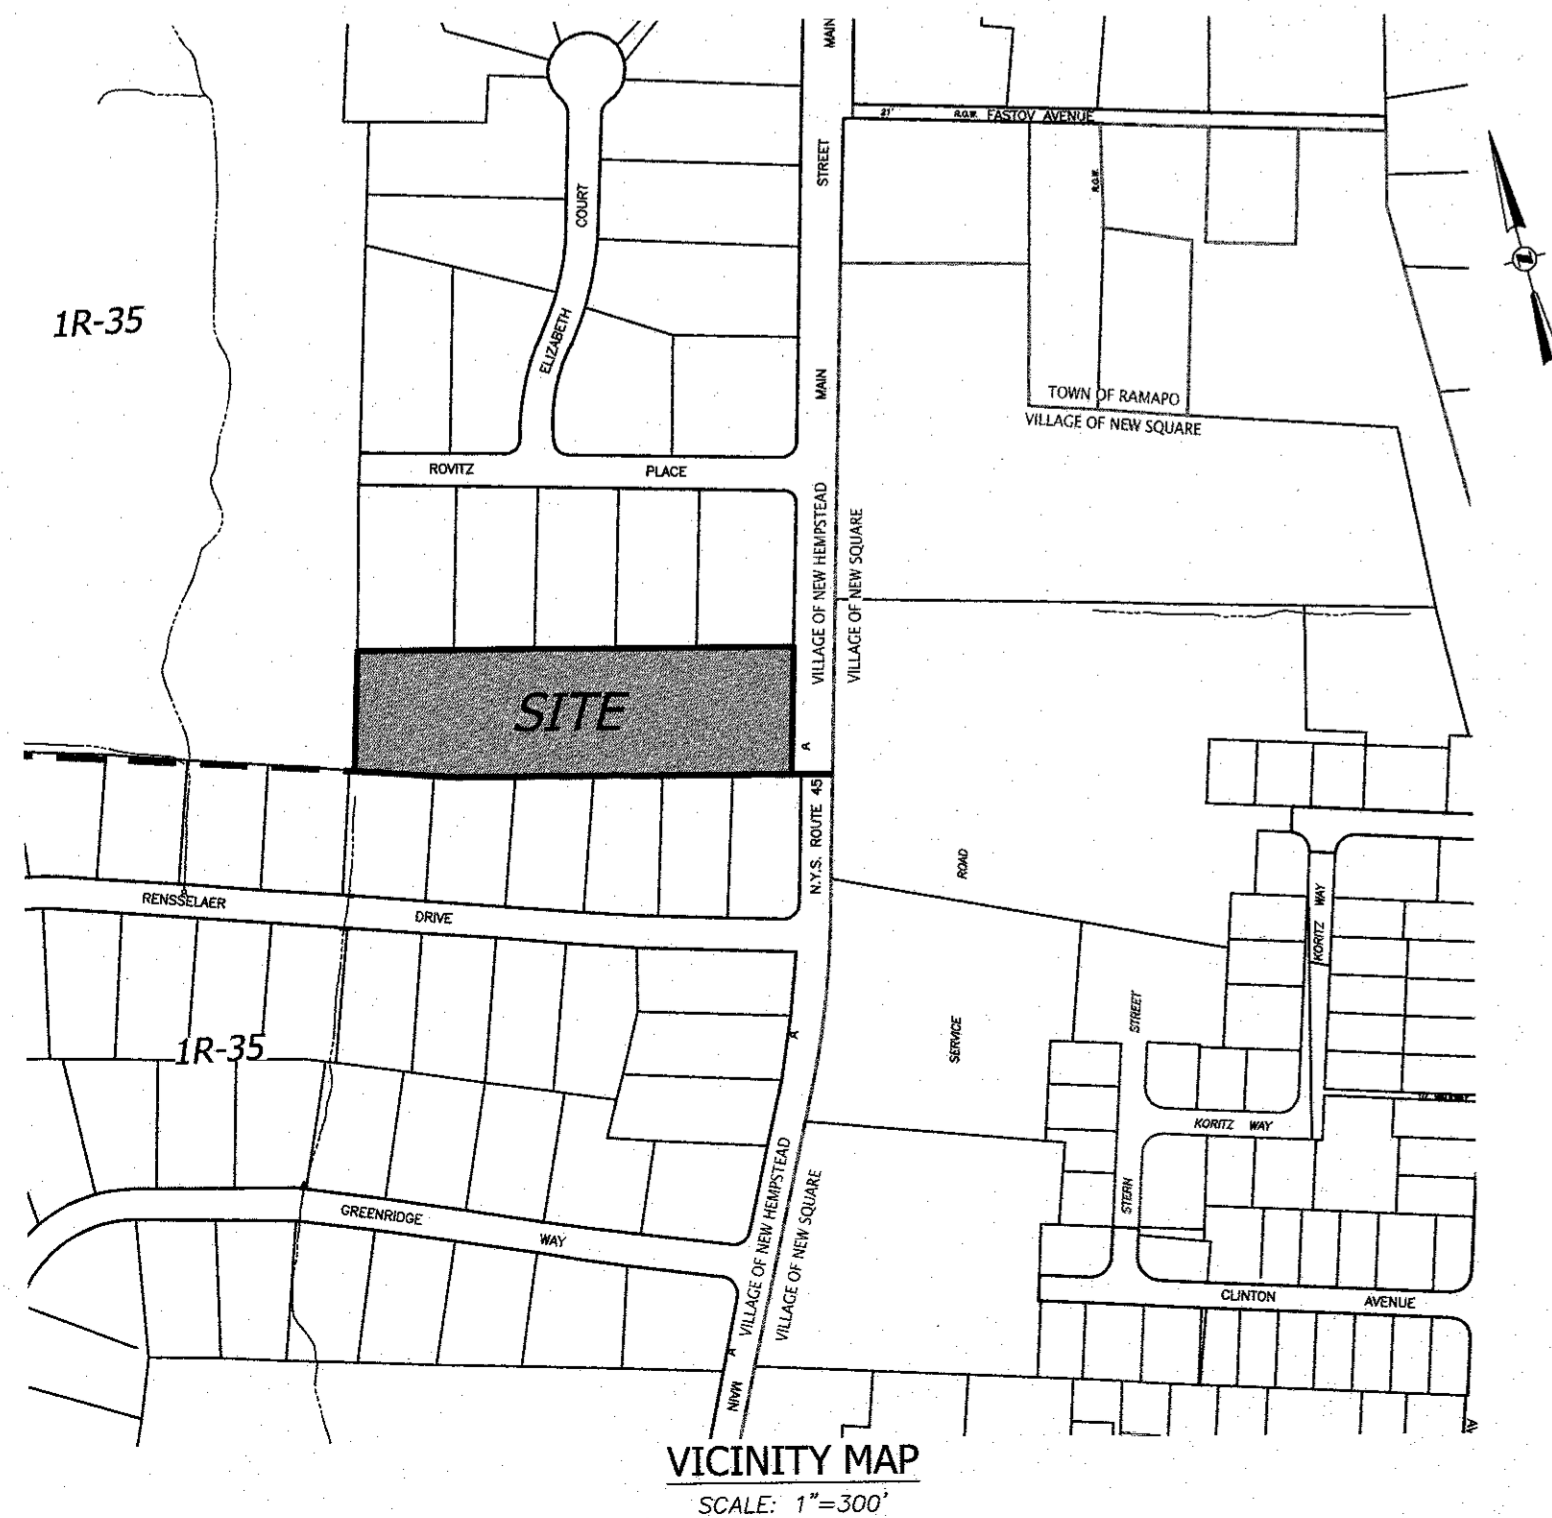 MAIN
21' R.O.W. FASTOV AVENUE
STREET
R.O.W.
COURT
1R-35
ELIZABETH
MAIN
TOWN OF RAMAPO
VILLAGE OF NEW SQUARE
ROVITZ PLACE
VILLAGE OF NEW HEMPSTEAD
VILLAGE OF NEW SQUARE
SITE
A
N.Y.S. ROUTE 45
ROAD
RENSSELAER DRIVE
KORITZ WAY
STREET
SERVICE
1R-35
A
KORITZ WAY
VILLAGE OF NEW HEMPSTEAD
VILLAGE OF NEW SQUARE
STERN
GREENRIDGE WAY
CLINTON AVENUE
A
MAIN
AV
VICINITY MAP
SCALE: 1"=300'